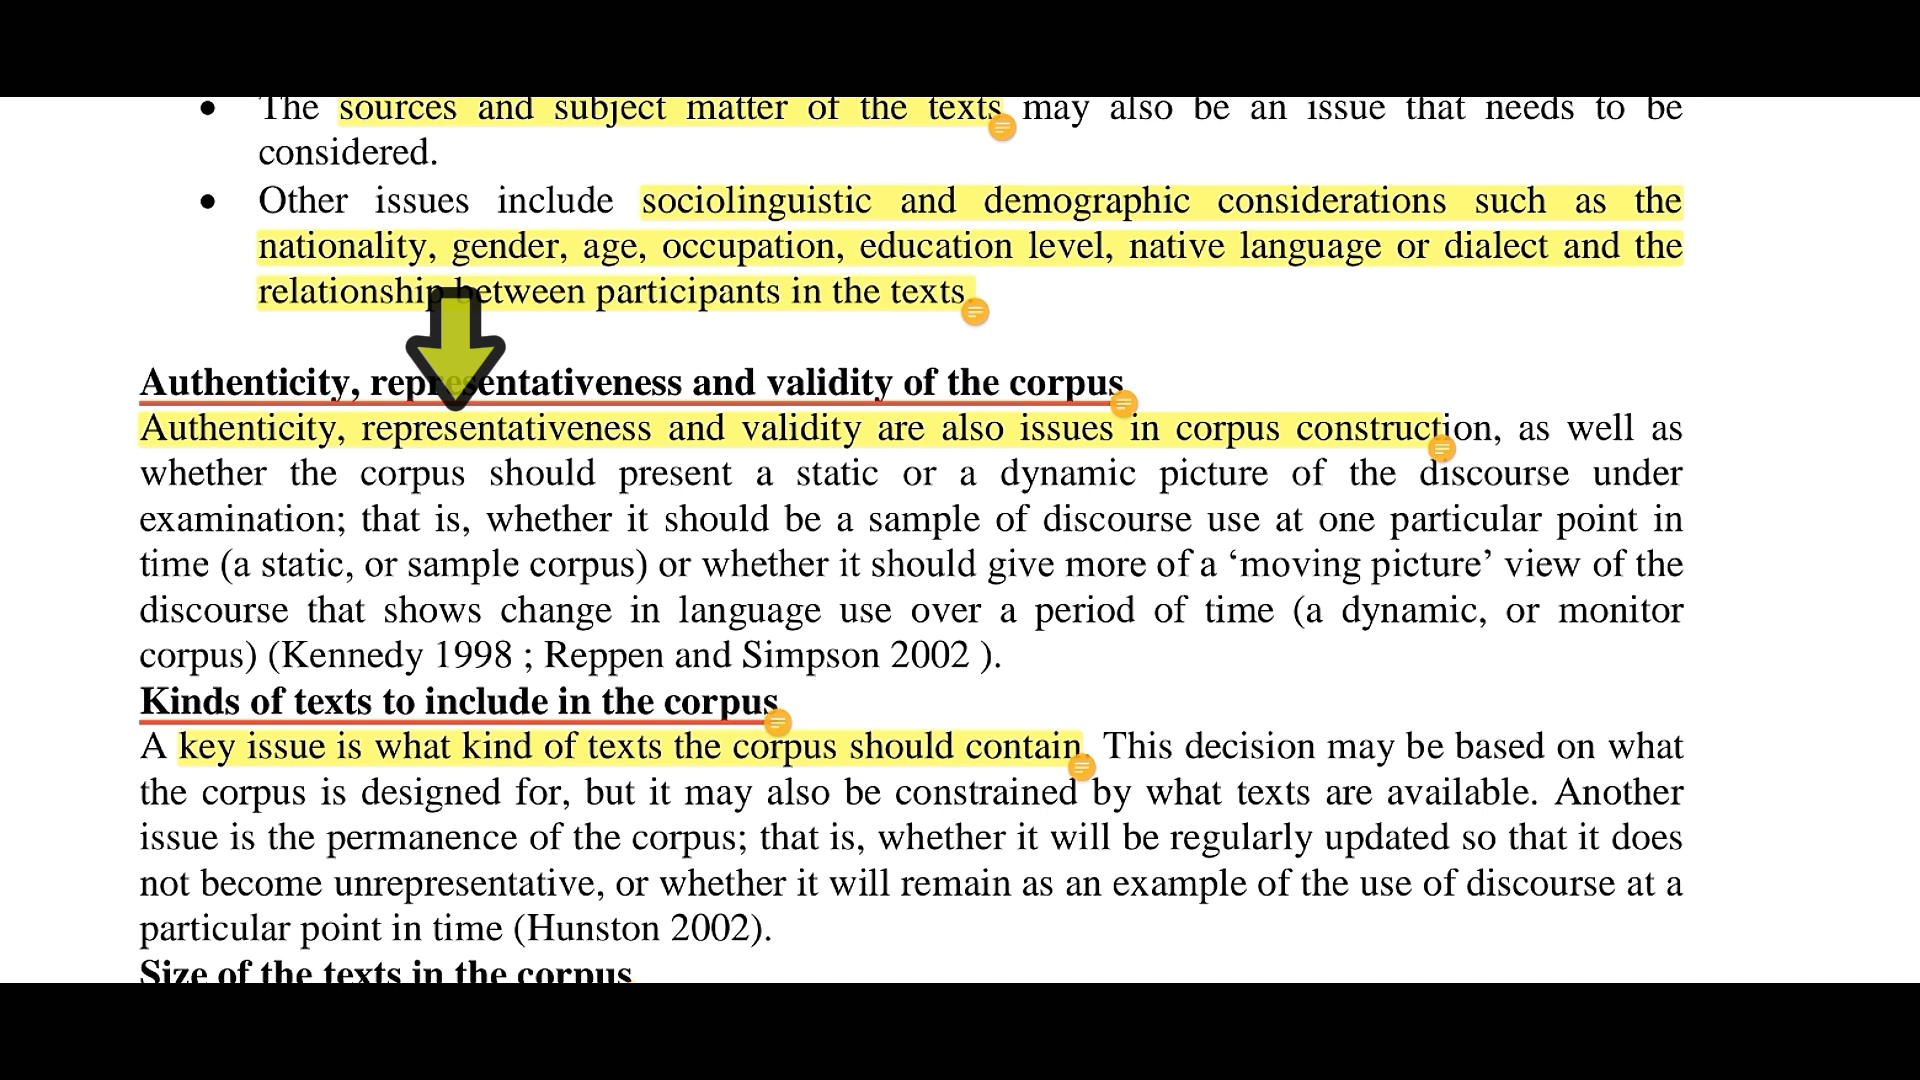 • The sources and subject matter of the texts may also be an issue that needs to be
considered.
• Other issues include sociolinguistic and demographic considerations such as the
nationality, gender, age, occupation, education level, native language or dialect and the
relationship between participants in the texts.
Authenticity, representativeness and validity of the corpus
Authenticity, representativeness and validity are also issues in corpus construction, as well as
whether the corpus should present a static or a dynamic picture of the discourse under
examination; that is, whether it should be a sample of discourse use at one particular point in
time (a static, or sample corpus) or whether it should give more of a ‘moving picture’ view of the
discourse that shows change in language use over a period of time (a dynamic, or monitor
corpus) (Kennedy 1998 ; Reppen and Simpson 2002 ).
Kinds of texts to include in the corpus
A key issue is what kind of texts the corpus should contain. This decision may be based on what
the corpus is designed for, but it may also be constrained by what texts are available. Another
issue is the permanence of the corpus; that is, whether it will be regularly updated so that it does
not become unrepresentative, or whether it will remain as an example of the use of discourse at a
particular point in time (Hunston 2002).
Size of the texts in the corpus